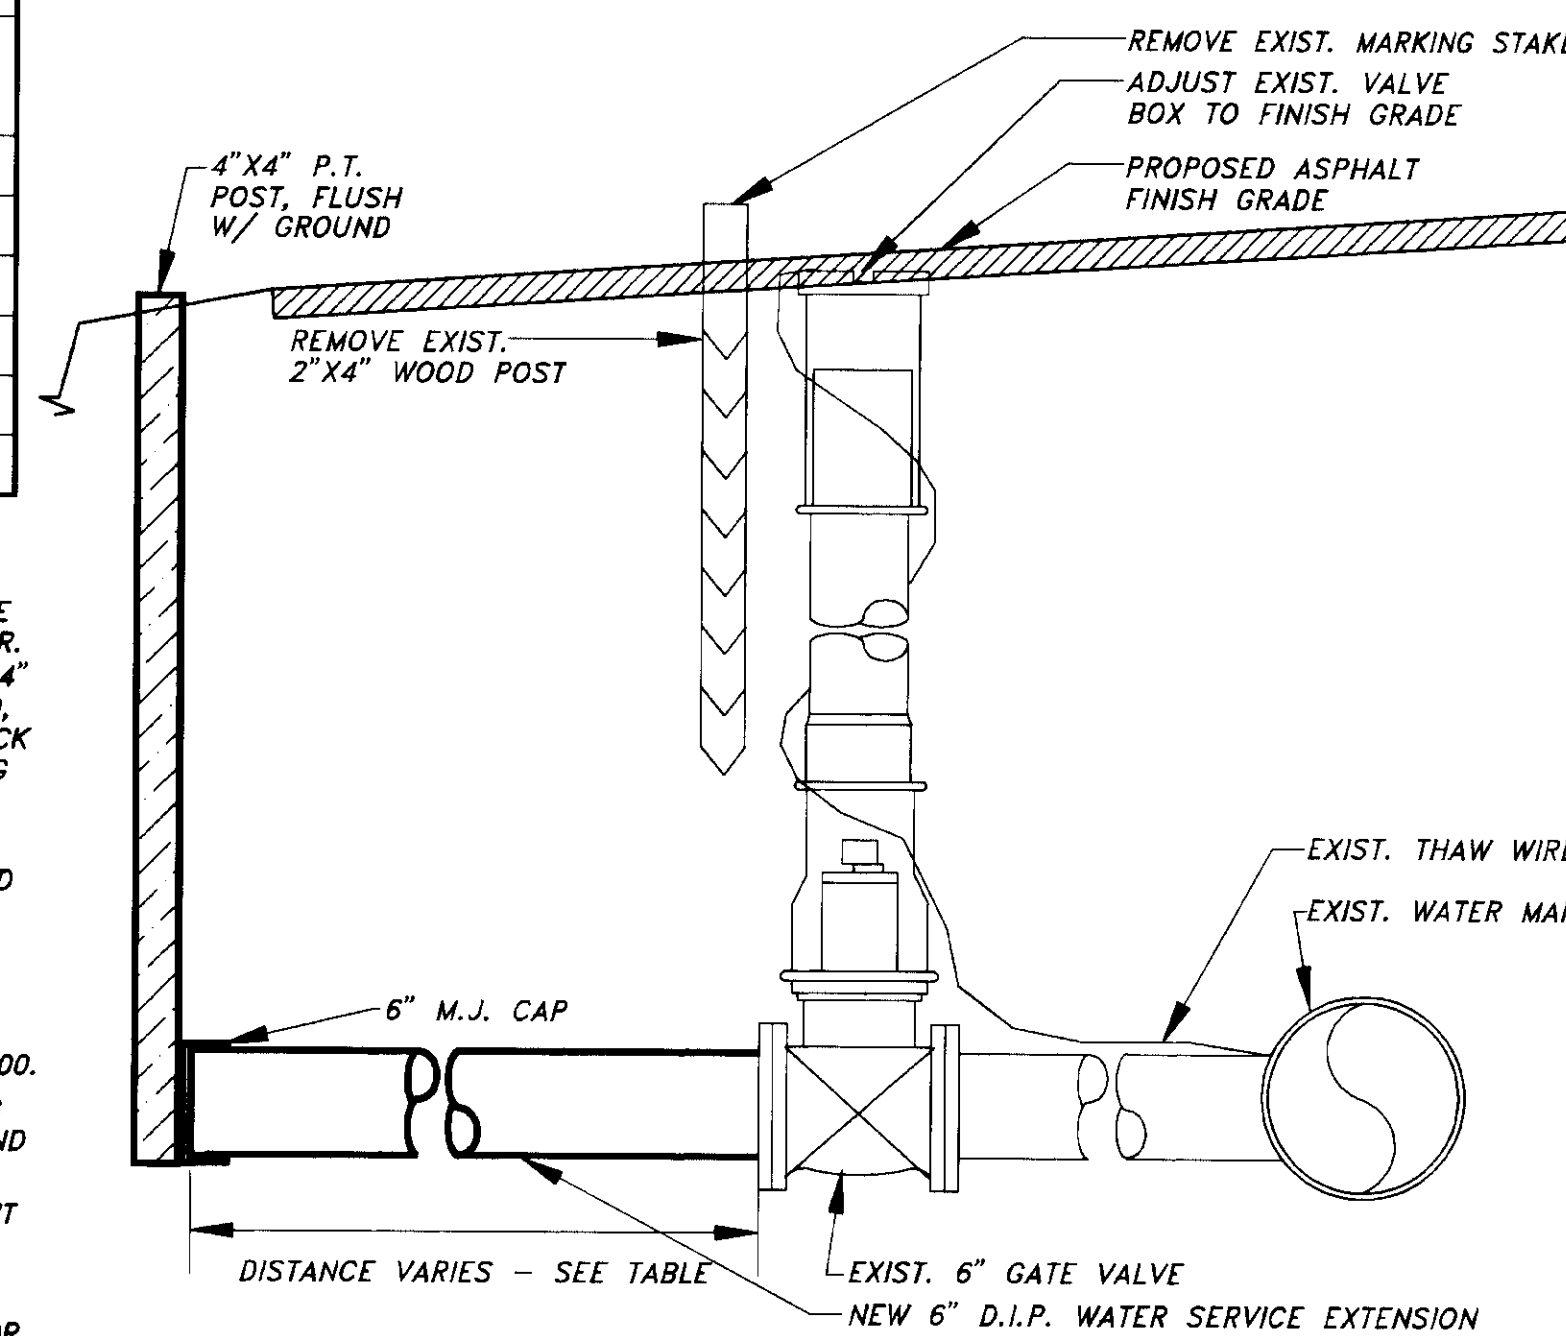 REMOVE EXIST. MARKING
ADJUST EXIST. VALVE
BOX TO FINISH GRADE
PROPOSED ASPHALT
FINISH GRADE
4"X4" P.T.
POST, FLUSH
W/ GROUND
REMOVE EXIST.
2"X4" WOOD POST
4"
EXIST. THAW
EXIST. WATER
6" M.J. CAP
DISTANCE VARIES – SEE TABLE
EXIST. 6" GATE VALVE
NEW 6" D.I.P. WATER SERVICE EXTENSION